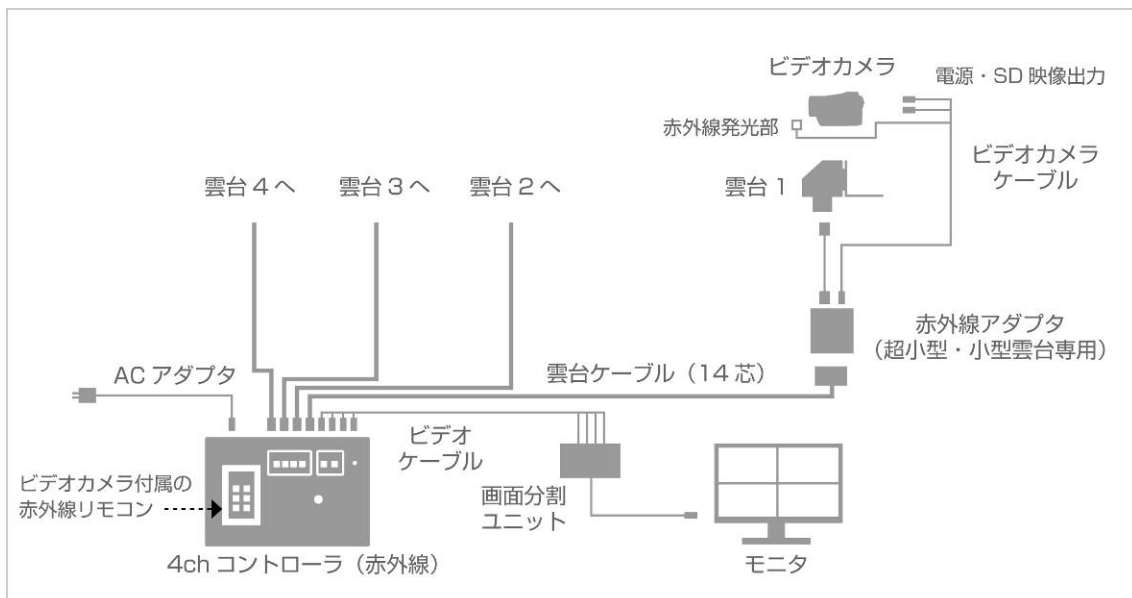 ビデオカメラ
電源・SD 映像出力
赤外線発光部
ビデオカメラ
ケーブル
雲台 4 へ
雲台 3 へ
雲台 2 へ
雲台 1
赤外線アダプタ
（超小型・小型雲台専用）
AC アダプタ
雲台ケーブル（14 芯）
ビデオ
ケーブル
ビデオカメラ付属の
赤外線リモコン
画面分割
ユニット
4ch コントローラ（赤外線）
モニタ